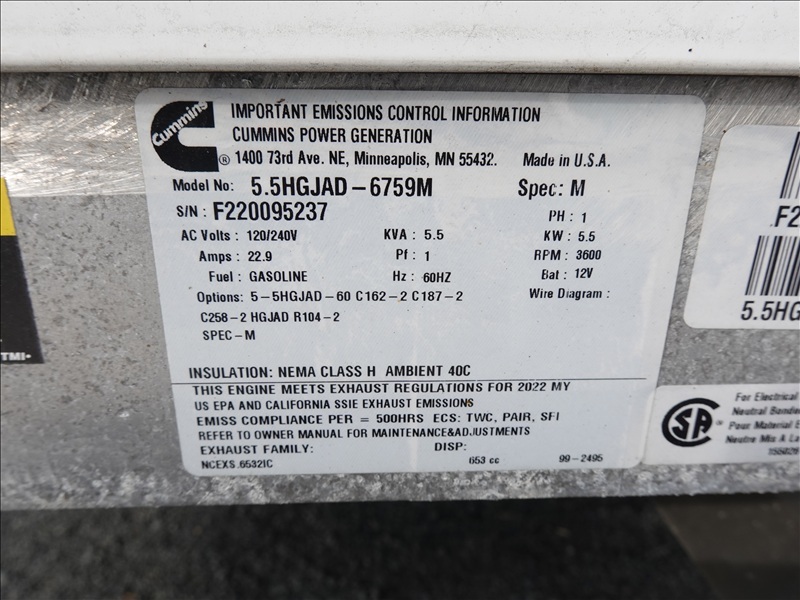 Cummins
IMPORTANT EMISSIONS CONTROL INFORMATION
CUMMINS POWER GENERATION
® 1400 73rd Ave. NE, Minneapolis, MN 55432. Made in U.S.A.
Model No: 5.5HGJAD-6759M Spec: M
S/N: F220095237 PH: 1
AC Volts: 120/240V KVA: 5.5 KW: 5.5
Amps: 22.9 Pf: 1 RPM: 3600
Fuel: GASOLINE Hz: 60HZ Bat: 12V
Options: 5-5HGJAD-60 C162-2 C187-2 Wire Diagram:
C258-2 HGJAD R104-2
SPEC-M
INSULATION: NEMA CLASS H AMBIENT 40C
THIS ENGINE MEETS EXHAUST REGULATIONS FOR 2022 MY
US EPA AND CALIFORNIA SSIE EXHAUST EMISSIONS
EMISS COMPLIANCE PER = 500HRS ECS: TWC, PAIR, SFI
REFER TO OWNER MANUAL FOR MAINTENANCE&ADJUSTMENTS
EXHAUST FAMILY: DISP:
NCEXS.6532IC 653 cc 99-2495
F2
5.5HG
TMI-
SA ®
For Electrical
Neutral Bonde
Pour Material E
Neutre Mis A La